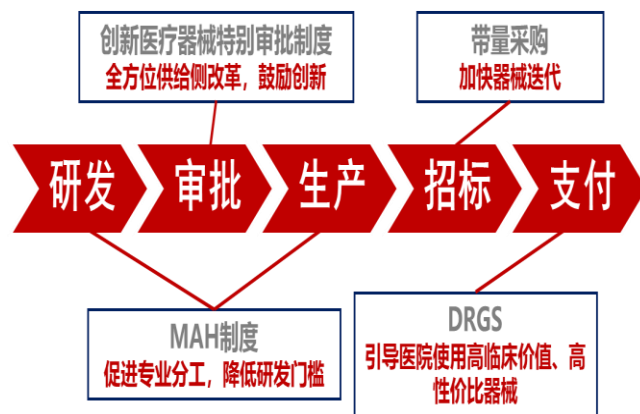 创新医疗器械特别审批制度
全方位供给侧改革，鼓励创新
带量采购
加快器械迭代
研发
审批
生产
招标
支付
MAH制度
促进专业分工，降低研发门槛
DRGS
引导医院使用高临床价值、高
性价比器械